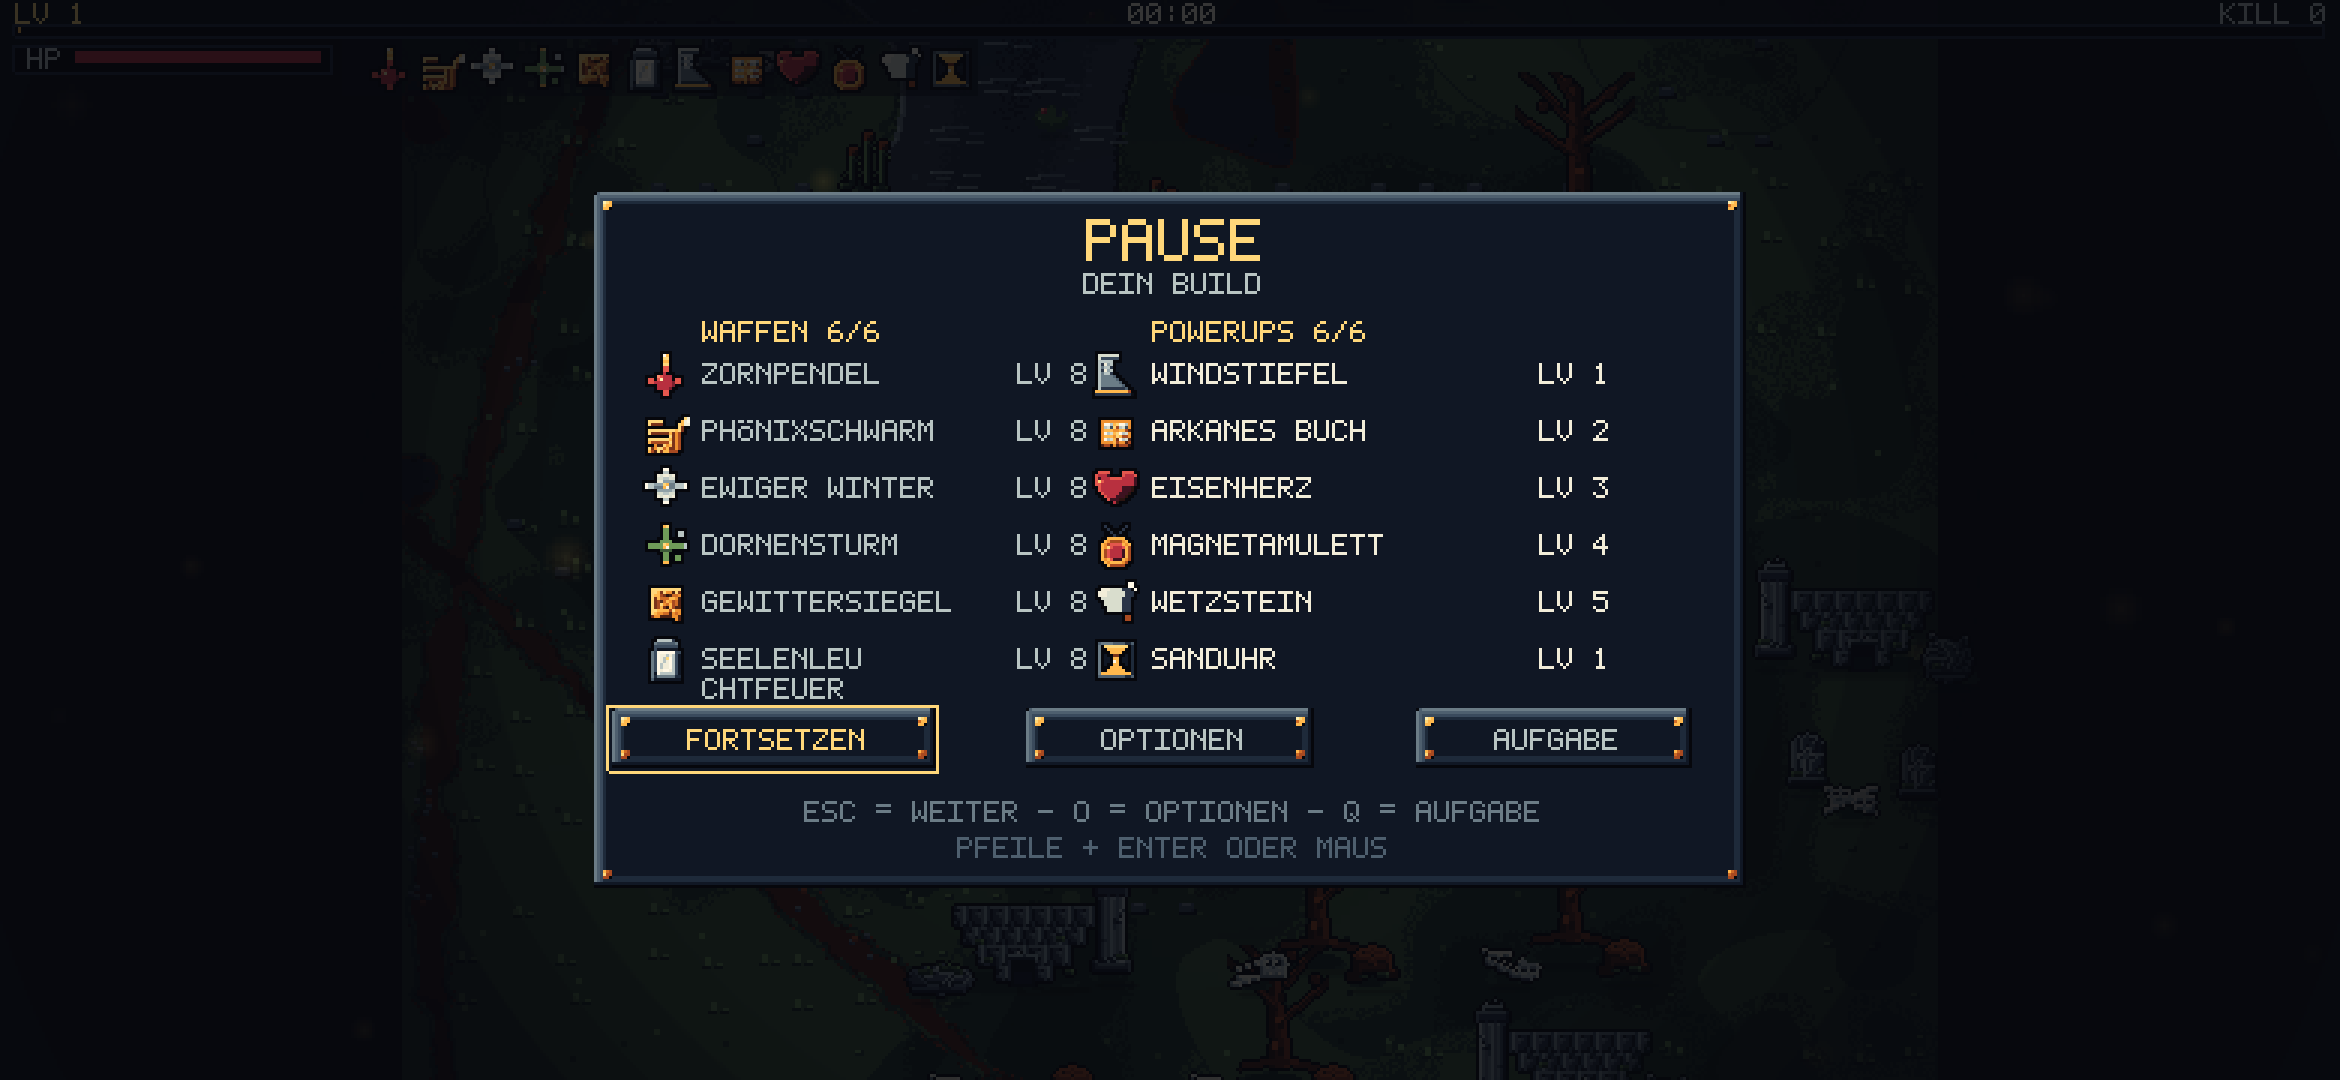 LV 1
00:00
KILL 0
HP
PAUSE
DEIN BUILD
WAFFEN 6/6
POWERUPS 6/6
ZORNPENDEL LV 8
WINDSTIEFEL LV 1
PHöNIXSCHWARM LV 8
ARKANES BUCH LV 2
EWIGER WINTER LV 8
EISENHERZ LV 3
DORNENSTURM LV 8
MAGNETAMULETT LV 4
GEWITTERSIEGEL LV 8
WETZSTEIN LV 5
SEELENLEU LV 8
CHTFEUER
SANDUHR LV 1
FORTSETZEN
OPTIONEN
AUFGABE
ESC = WEITER - O = OPTIONEN - Q = AUFGABE
PFEILE + ENTER ODER MAUS